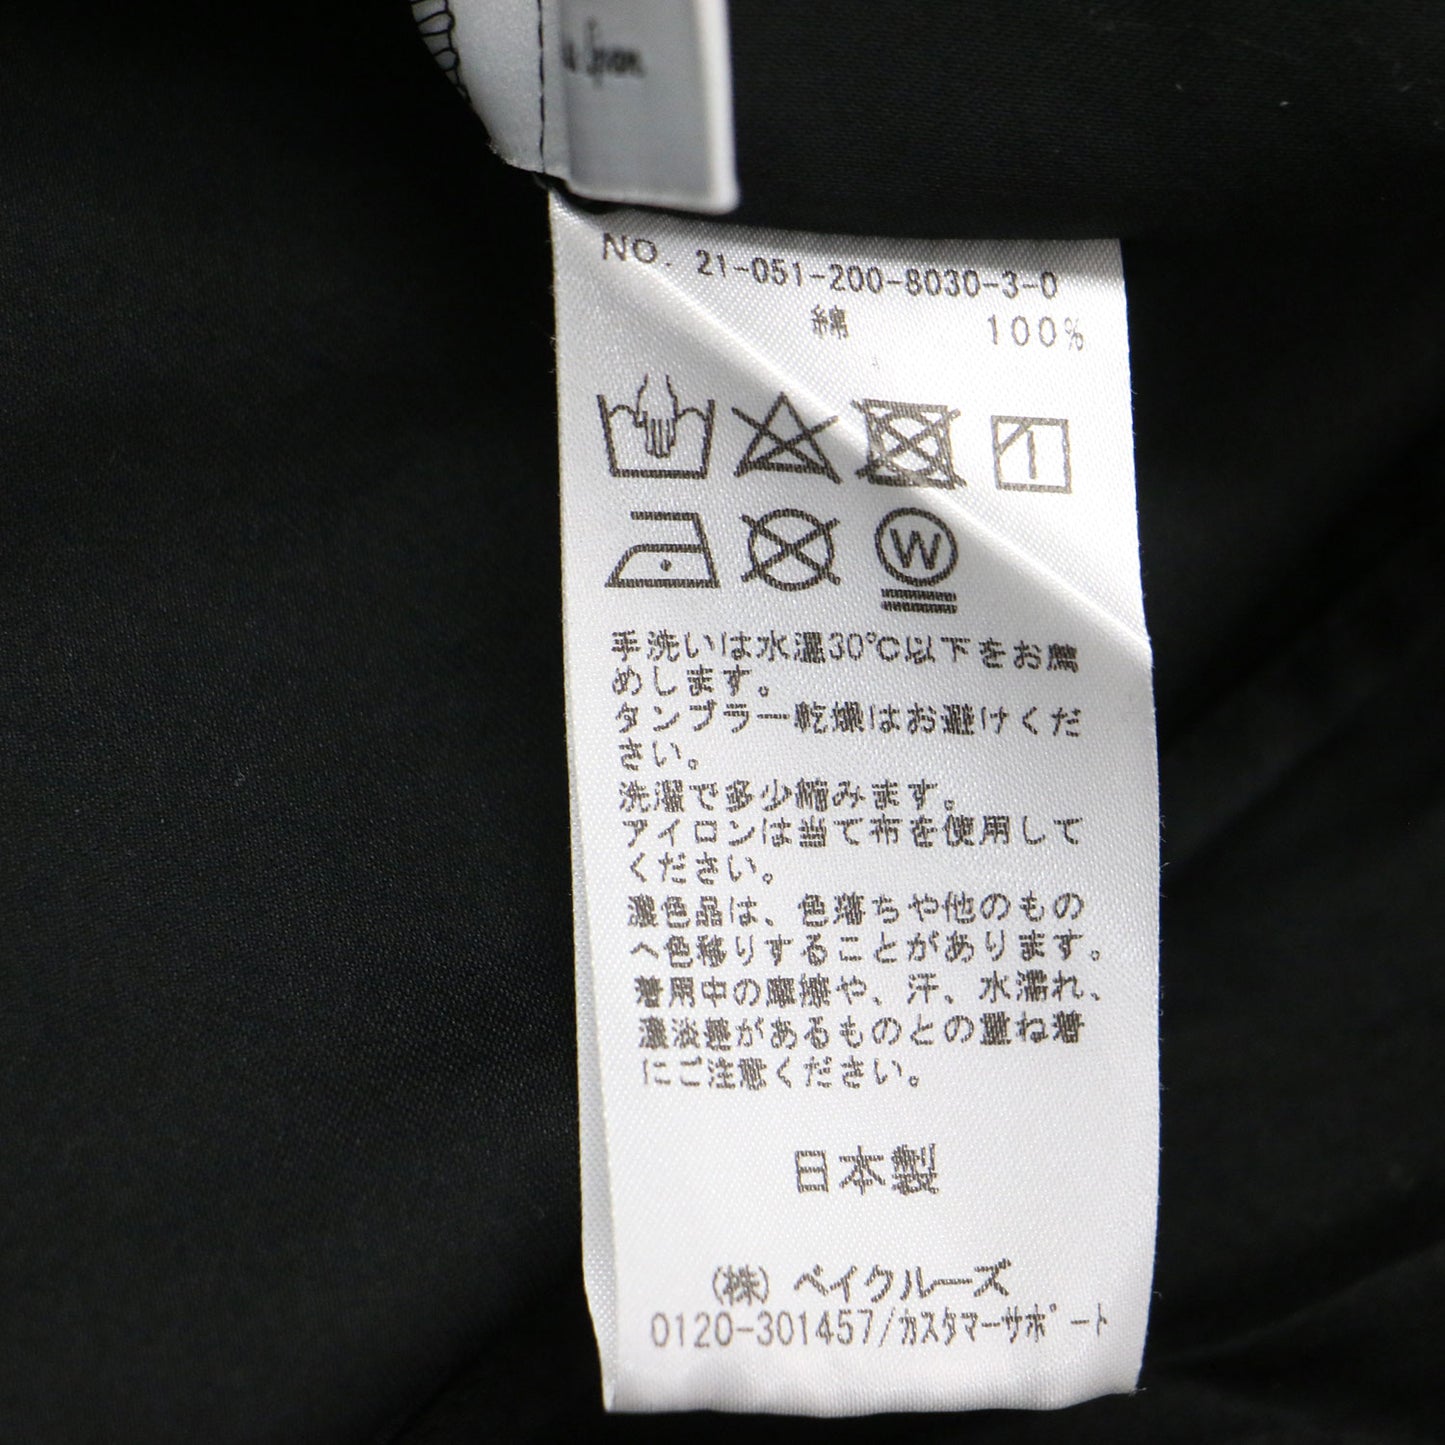 NO. 21-051-200-8030-3-0
綿 100%
W
手洗いは水温30℃以下をお薦
めします。
タンブラー乾燥はお避けくだ
さい。
洗濯で多少縮みます。
アイロンは当て布を使用して
ください。
濃色品は、色落ちや他のもの
へ色移りすることがあります。
着用中の摩擦や、汗、水濡れ、
濃淡差があるものとの重ね着
にご注意ください。
日本製
(株) ベイクルーズ
0120-301457/カスタマーサポート